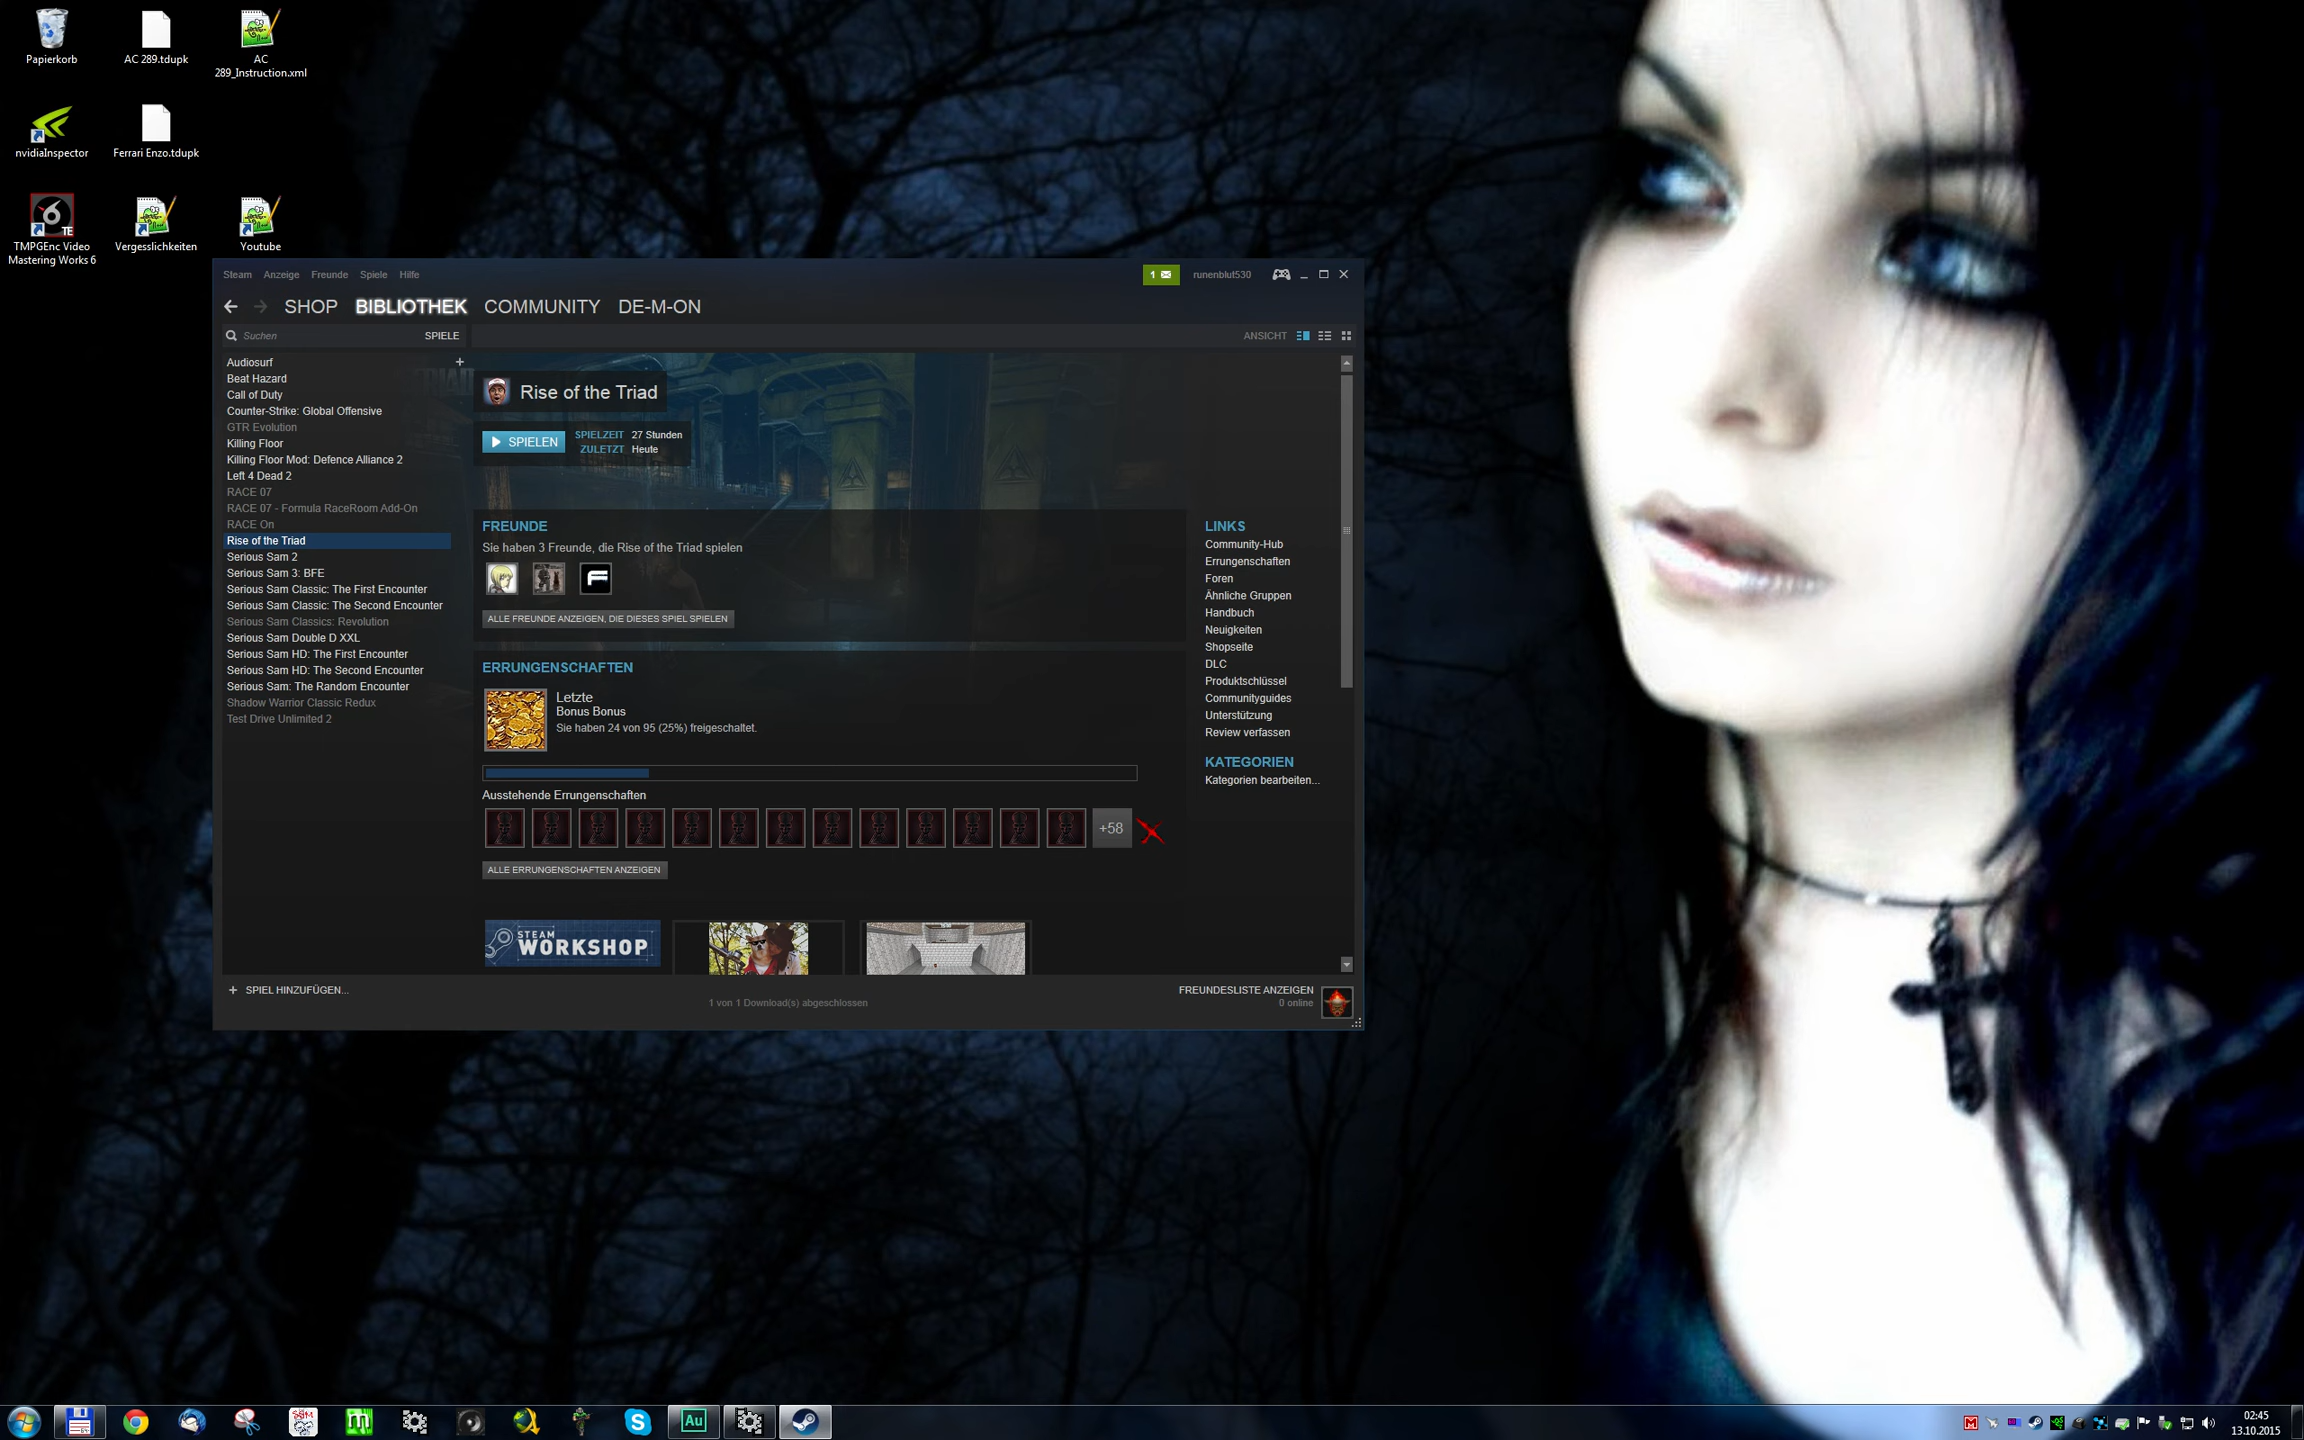 Papierkorb
AC 289.tdupk
AC
289_Instruction.xml
nvidiaInspector
Ferrari Enzo.tdupk
TE
TMPGEnc Video
Mastering Works 6
Vergesslichkeiten
Youtube
Steam Anzeige Freunde Spiele Hilfe
1
runenblut530
SHOP BIBLIOTHEK COMMUNITY DE-M-ON
Suchen
SPIELE
ANSICHT
Audiosurf
+
Beat Hazard
Call of Duty
Counter-Strike: Global Offensive
GTR Evolution
Killing Floor
Killing Floor Mod: Defence Alliance 2
Left 4 Dead 2
RACE 07
RACE 07 - Formula RaceRoom Add-On
RACE On
Rise of the Triad
Serious Sam 2
Serious Sam 3: BFE
Serious Sam Classic: The First Encounter
Serious Sam Classic: The Second Encounter
Serious Sam Classics: Revolution
Serious Sam Double D XXL
Serious Sam HD: The First Encounter
Serious Sam HD: The Second Encounter
Serious Sam: The Random Encounter
Shadow Warrior Classic Redux
Test Drive Unlimited 2
Rise of the Triad
SPIELEN
SPIELZEIT 27 Stunden
ZULETZT Heute
FREUNDE
Sie haben 3 Freunde, die Rise of the Triad spielen
ALLE FREUNDE ANZEIGEN, DIE DIESES SPIEL SPIELEN
ERRUNGENSCHAFTEN
Letzte
Bonus Bonus
Sie haben 24 von 95 (25%) freigeschaltet.
Ausstehende Errungenschaften
+58
ALLE ERRUNGENSCHAFTEN ANZEIGEN
STEAM
WORKSHOP
LINKS
Community-Hub
Errungenschaften
Foren
Ähnliche Gruppen
Handbuch
Neuigkeiten
Shopseite
DLC
Produktschlüssel
Communityguides
Unterstützung
Review verfassen
KATEGORIEN
Kategorien bearbeiten...
+ SPIEL HINZUFÜGEN...
1 von 1 Download(s) abgeschlossen
FREUNDESLISTE ANZEIGEN
0 online
Au
02:45
13.10.2015